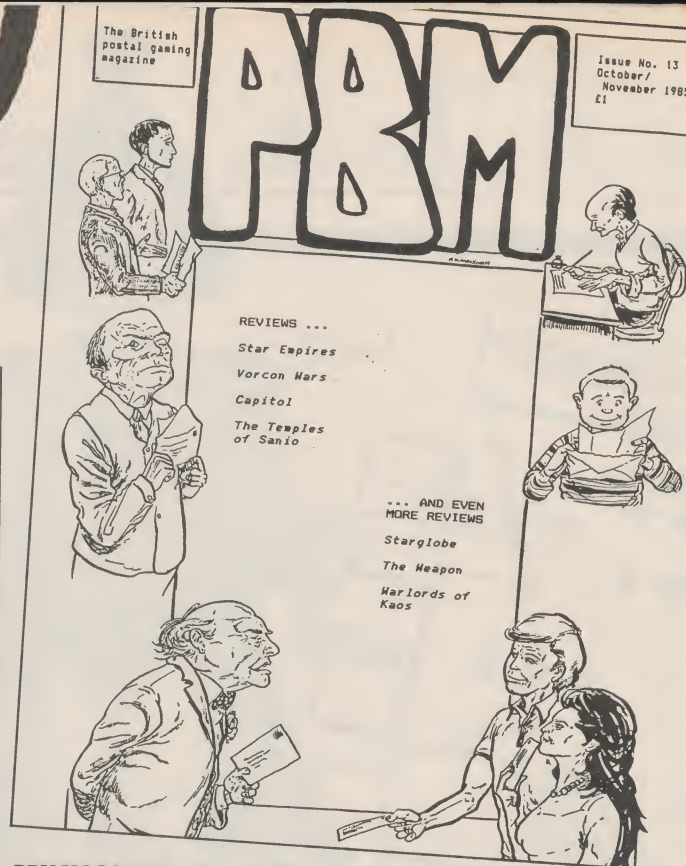 The British
postal gaming
magazine
PBM
Issue No. 13
October/
November 198
£1
REVIEWS ...
Star Empires
Vorcon Wars
Capitol
The Temples
of Sanio
... AND EVEN
MORE REVIEWS
Starglobe
The Weapon
Warlords of
Kaos